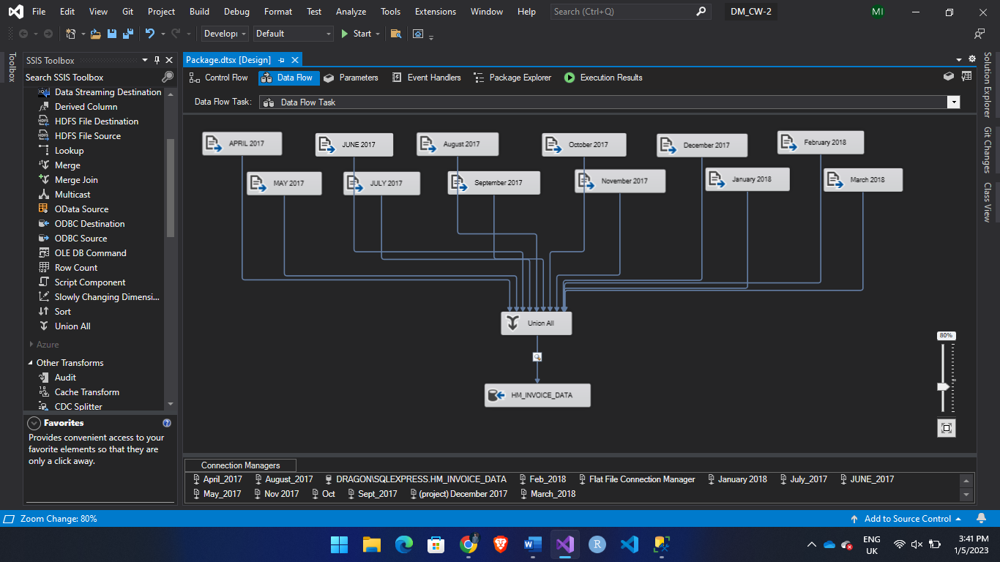 File Edit View Git Project Build Debug Format Test Analyze Tools Extensions Window Help Search (Ctrl+Q) DM_CW-2 MI
Develop Default Start
Toolbox
SSIS Toolbox
Search SSIS Toolbox
Data Streaming Destination
Derived Column
HDFS File Destination
HDFS File Source
Lookup
Merge
Merge Join
Multicast
OData Source
ODBC Destination
ODBC Source
OLE DB Command
Row Count
Script Component
Slowly Changing Dimensi...
Sort
Union All
Azure
Other Transforms
Audit
Cache Transform
CDC Splitter
Favorites
Provides convenient access to your
favorite elements so that they are
only a click away.
Package.dtsx [Design]
Control Flow Data Flow Parameters Event Handlers Package Explorer Execution Results
Data Flow Task: Data Flow Task
APRIL 2017 JUNE 2017 August 2017 October 2017 December 2017 February 2018
MAY 2017 JULY 2017 September 2017 November 2017 January 2018 March 2018
Union All
HM_INVOICE_DATA
80%
Connection Managers
April_2017 August_2017 DRAGON\SQLEXPRESS.HM_INVOICE_DATA Feb_2018 Flat File Connection Manager January 2018 July_2017 JUNE_2017
May_2017 Nov 2017 Oct Sept_2017 (project) December 2017 March_2018
Solution Explorer
Git Changes
Class View
Zoom Change: 80% Add to Source Control
ENG
UK
3:41 PM
1/5/2023